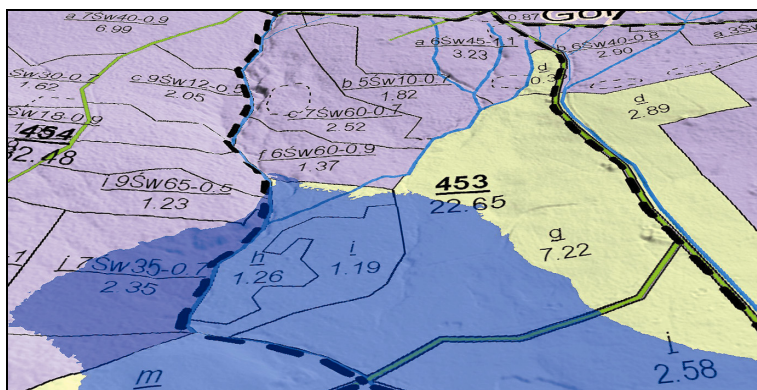 a 7Św40-0.9
6.99
0.87
a 6Św45-1.1
3.23
b 6Św40-0.8
2.90
d
0.3
c 9Św12-0.5
2.05
b 5Św10-0.7
1.82
1.62
d
2.89
c 7Św60-0.7
2.52
Św18-0.9
454
32.48
f 6Św60-0.9
1.37
i 9Św65-0.5
1.23
453
22.65
g
7.22
h
1.26
i
1.19
j 7Św35-0.7
2.35
m
j
2.58